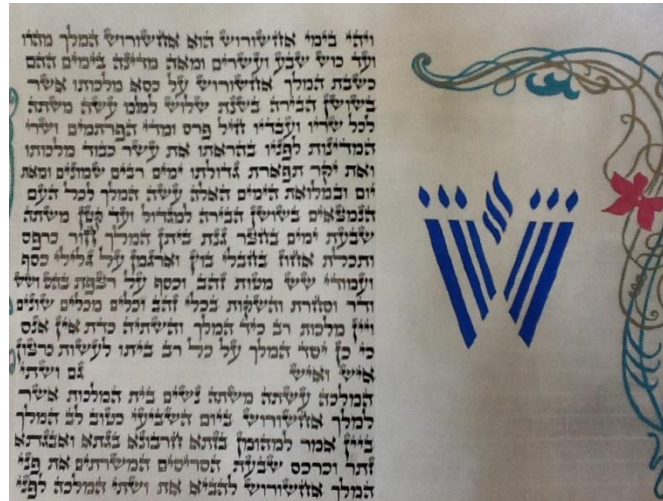 ויהי בימי אחשורוש הוא אחשורוש המלך מהדו
ועד כוש שבע ועשרים ומאה מדינה בימים ההם
כשבת המלך אחשורוש על כסא מלכותו אשר
בשושן הבירה בשנת שלוש למלכו עשה משתה
לכל שריו ועבדיו חיל פרס ומדי הפרתמים ושרי
המדינות לפניו בהראתו את עשר כבוד מלכותו
ואת יקר תפארת גדולתו ימים רבים שמונים ומאת
יום ובמלואת הימים האלה עשה המלך לכל העם
הנמצאים בשושן הבירה למגדול ועד קטן משתה
שבעת ימים בחצר גנת ביתן המלך חור כרפס
ותכלת אחוז בחבלי בוץ וארגמן על גלילי כסף
ועמודי שש מטות זהב וכסף על רצפת בהט ושש
ודר וסחרת והשקות בכלי זהב וכלים מכלים שונים
ויין מלכות רב כיד המלך והשתיה כדת אין אנס
כי כן יסד המלך על כל רב ביתו לעשות כרצון
איש ואיש גם ושתי
המלכה עשתה משתה נשים בית המלכות אשר
למלך אחשורוש ביום השביעי כטוב לב המלך
ביין אמר למהומן בזתא חרבונא בגתא ואבגתא
זתר וכרכס שבעת הסריסים המשרתים את פני
המלך אחשורוש להביא את ושתי המלכה לפני